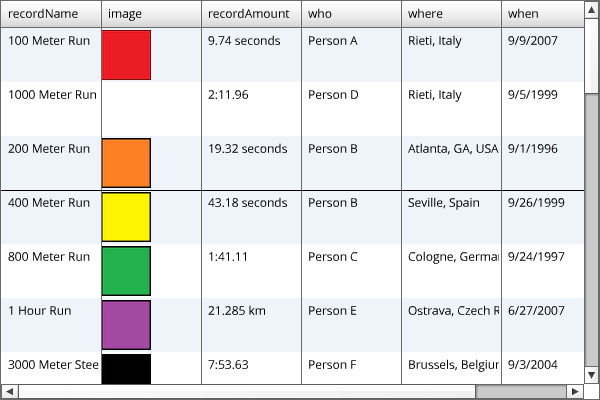 recordName image recordAmount who where when
100 Meter Run 9.74 seconds Person A Rieti, Italy 9/9/2007
1000 Meter Run 2:11.96 Person D Rieti, Italy 9/5/1999
200 Meter Run 19.32 seconds Person B Atlanta, GA, USA 9/1/1996
400 Meter Run 43.18 seconds Person B Seville, Spain 9/26/1999
800 Meter Run 1:41.11 Person C Cologne, Germa 9/24/1997
1 Hour Run 21.285 km Person E Ostrava, Czech R 6/27/2007
3000 Meter Stee 7:53.63 Person F Brussels, Belgiu 9/3/2004